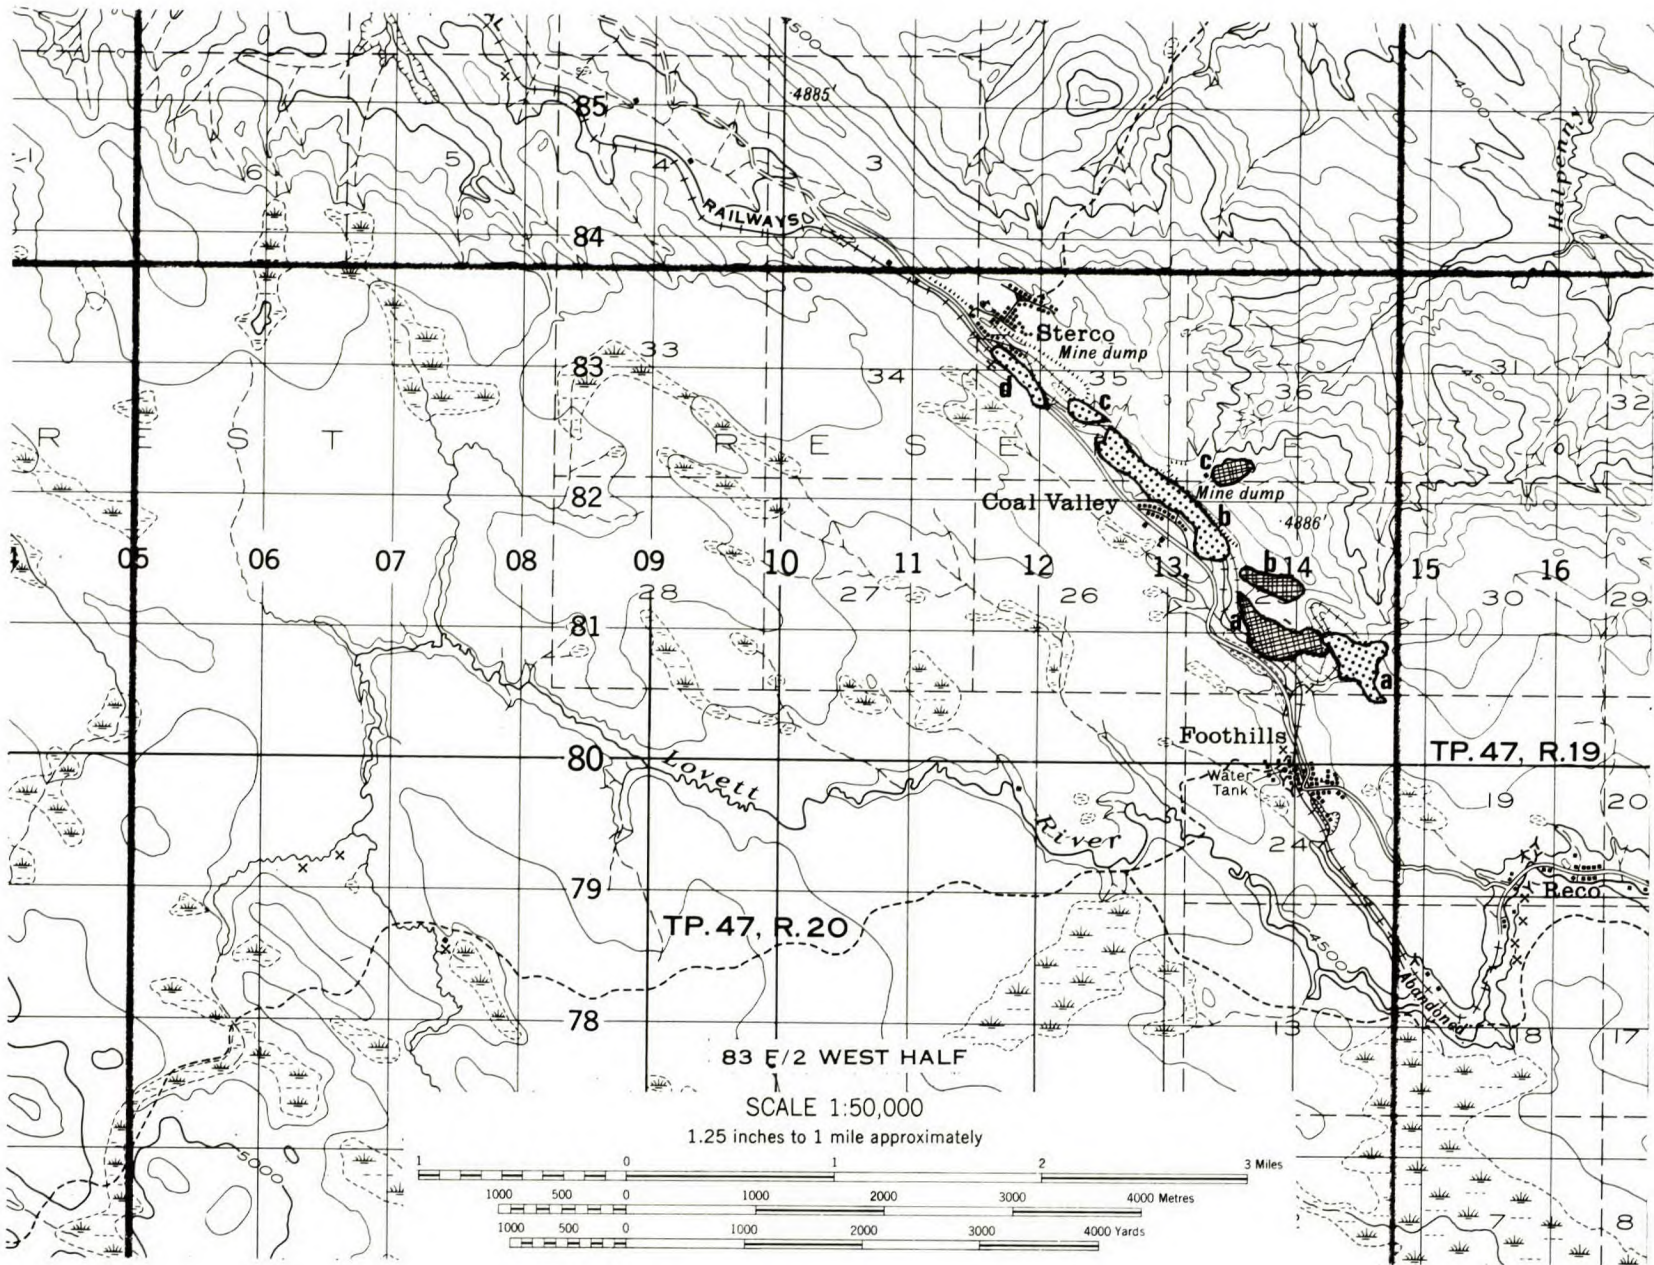 4500
4000
85
4885'
Halpenny
6
5
4
3
RAILWAYS
84
Sterco
Mine dump
83
33
34
35
36
31
4500
32
d
c
R E S T
R E S E
E
c
82
Mine dump
Coal Valley
b
4886'
05
06
07
08
09
10
11
12
13
b
14
15
16
28
27
26
30
29
81
a
a
Foothills
80
TP. 47, R. 19
Lovett
Water
Tank
19
20
River
24
79
Reco
TP. 47, R. 20
4500
Abandoned
78
13
18
17
83 F/2 WEST HALF
SCALE 1:50,000
1.25 inches to 1 mile approximately
5000
1 0 1 2 3 Miles
1000 500 0 1000 2000 3000 4000 Metres
1000 500 0 1000 2000 3000 4000 Yards
7
8